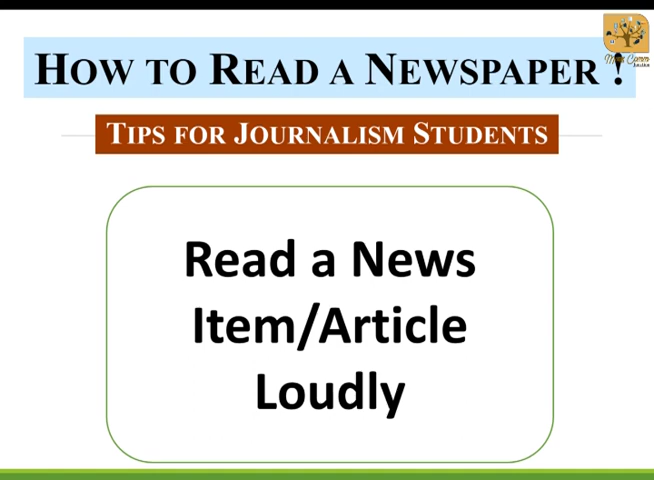 How to Read a Newspaper !
Tips for Journalism Students
Read a News
Item/Article
Loudly